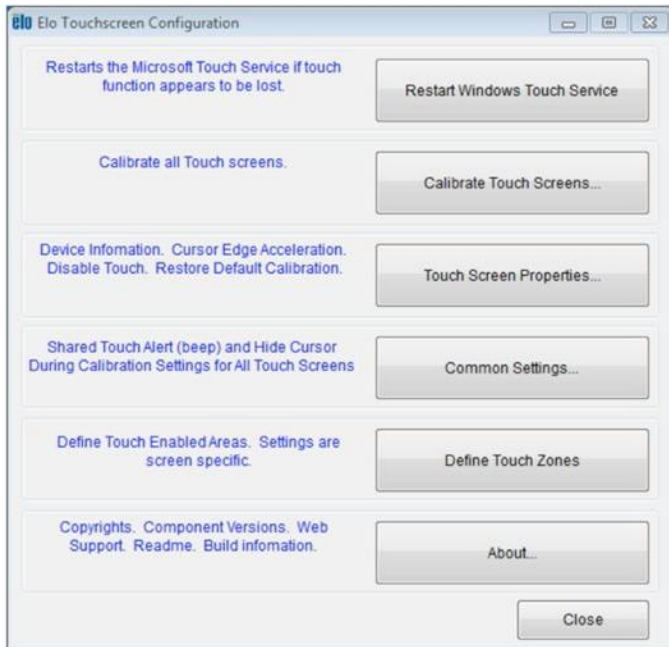 elo Elo Touchscreen Configuration
Restarts the Microsoft Touch Service if touch
function appears to be lost.
Restart Windows Touch Service
Calibrate all Touch screens.
Calibrate Touch Screens...
Device Infomation. Cursor Edge Acceleration.
Disable Touch. Restore Default Calibration.
Touch Screen Properties...
Shared Touch Alert (beep) and Hide Cursor
During Calibration Settings for All Touch Screens
Common Settings...
Define Touch Enabled Areas. Settings are
screen specific.
Define Touch Zones
Copyrights. Component Versions. Web
Support. Readme. Build infomation.
About...
Close